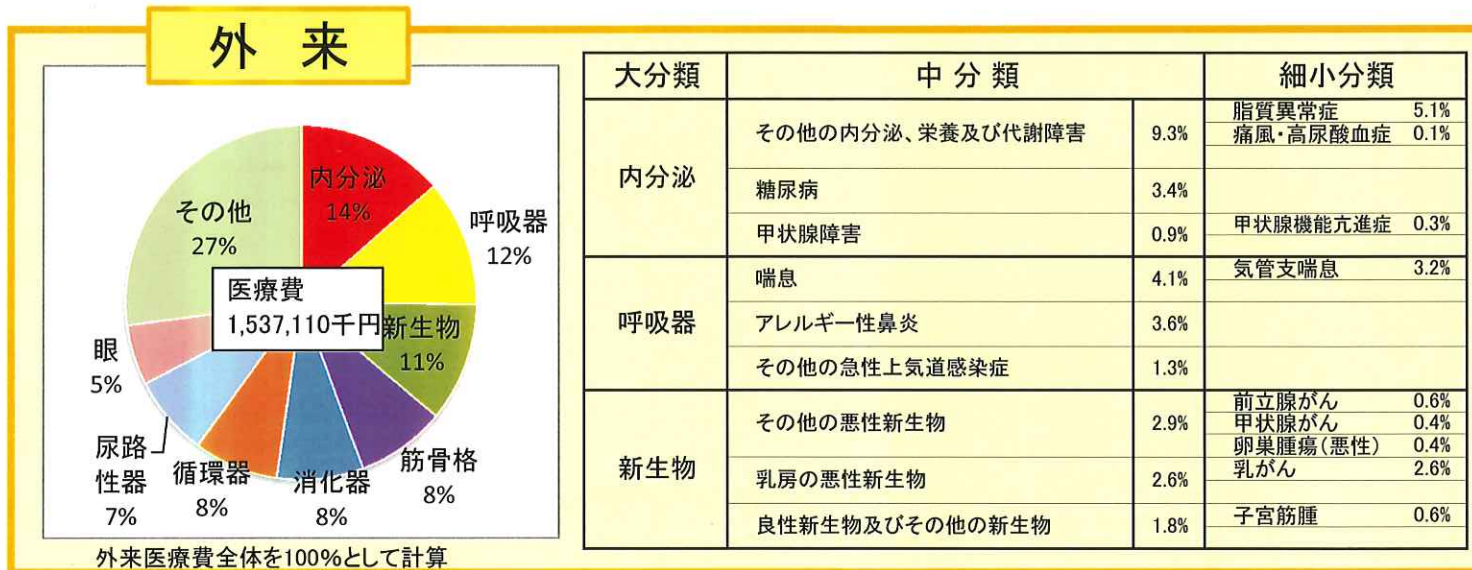 外 来
内分泌
14%
呼吸器
12%
新生物
11%
筋骨格
8%
消化器
8%
循環器
8%
尿路
性器
7%
眼
5%
その他
27%
医療費
1,537,110千円
外来医療費全体を100%として計算
大分類 中分類 細小分類
内分泌
その他の内分泌、栄養及び代謝障害 9.3%
脂質異常症 5.1%
痛風・高尿酸血症 0.1%
糖尿病 3.4%
甲状腺障害 0.9%
甲状腺機能亢進症 0.3%
呼吸器
喘息 4.1%
気管支喘息 3.2%
アレルギー性鼻炎 3.6%
その他の急性上気道感染症 1.3%
新生物
その他の悪性新生物 2.9%
前立腺がん 0.6%
甲状腺がん 0.4%
卵巣腫瘍(悪性) 0.4%
乳房の悪性新生物 2.6%
乳がん 2.6%
良性新生物及びその他の新生物 1.8%
子宮筋腫 0.6%